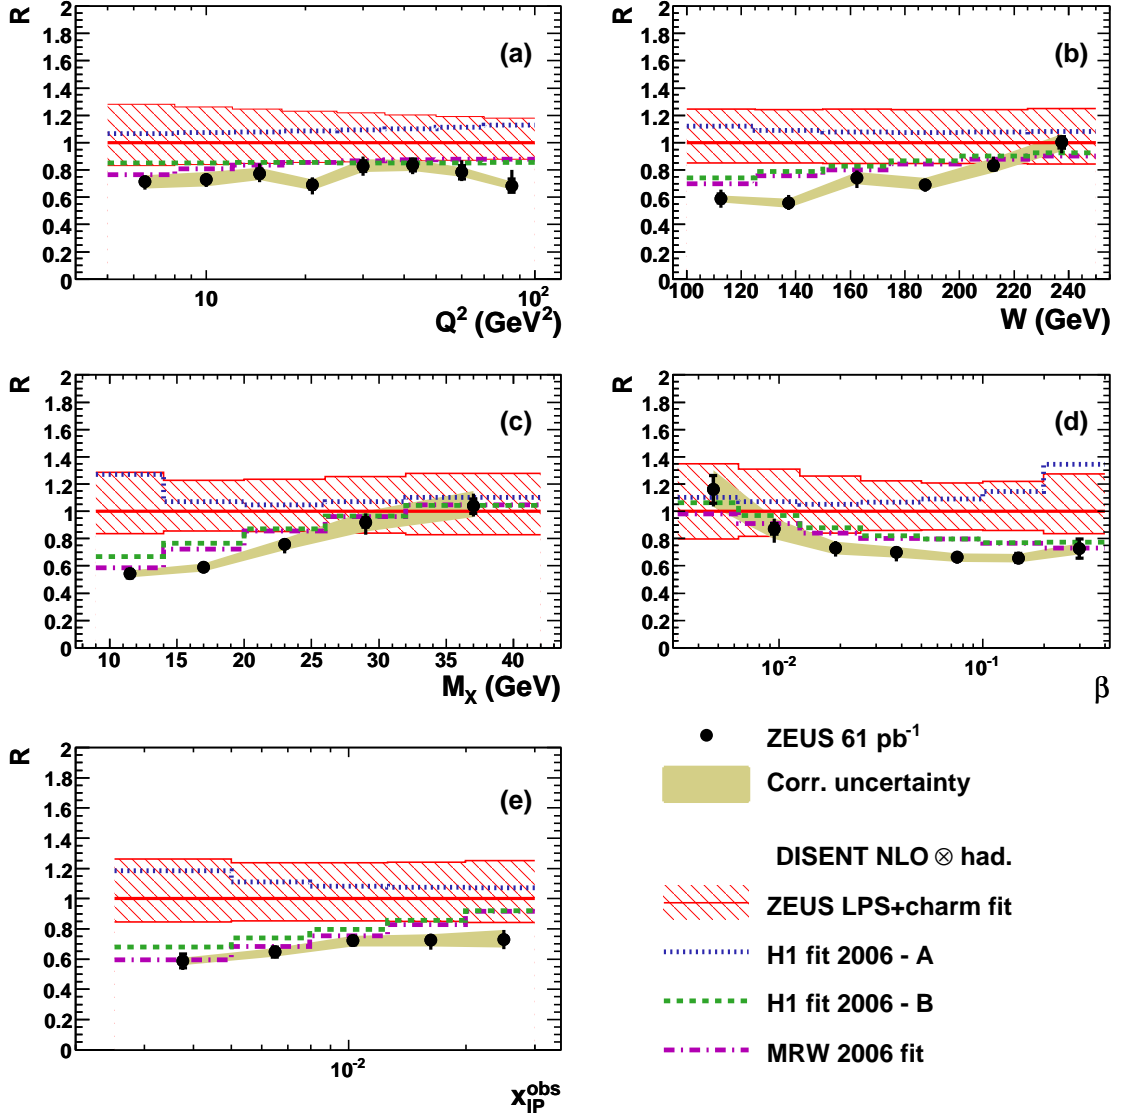 R
2
1.8
1.6
1.4
1.2
1
0.8
0.6
0.4
0.2
0
(a)
10
10²
Q² (GeV²)
R
2
1.8
1.6
1.4
1.2
1
0.8
0.6
0.4
0.2
0
(b)
100 120 140 160 180 200 220 240
W (GeV)
R
2
1.8
1.6
1.4
1.2
1
0.8
0.6
0.4
0.2
0
(c)
10 15 20 25 30 35 40
M_X (GeV)
R
2
1.8
1.6
1.4
1.2
1
0.8
0.6
0.4
0.2
0
(d)
10⁻² 10⁻¹
β
R
2
1.8
1.6
1.4
1.2
1
0.8
0.6
0.4
0.2
0
(e)
10⁻²
x_IP^obs
ZEUS 61 pb⁻¹
Corr. uncertainty
DISENT NLO ⊗ had.
ZEUS LPS+charm fit
H1 fit 2006 - A
H1 fit 2006 - B
MRW 2006 fit